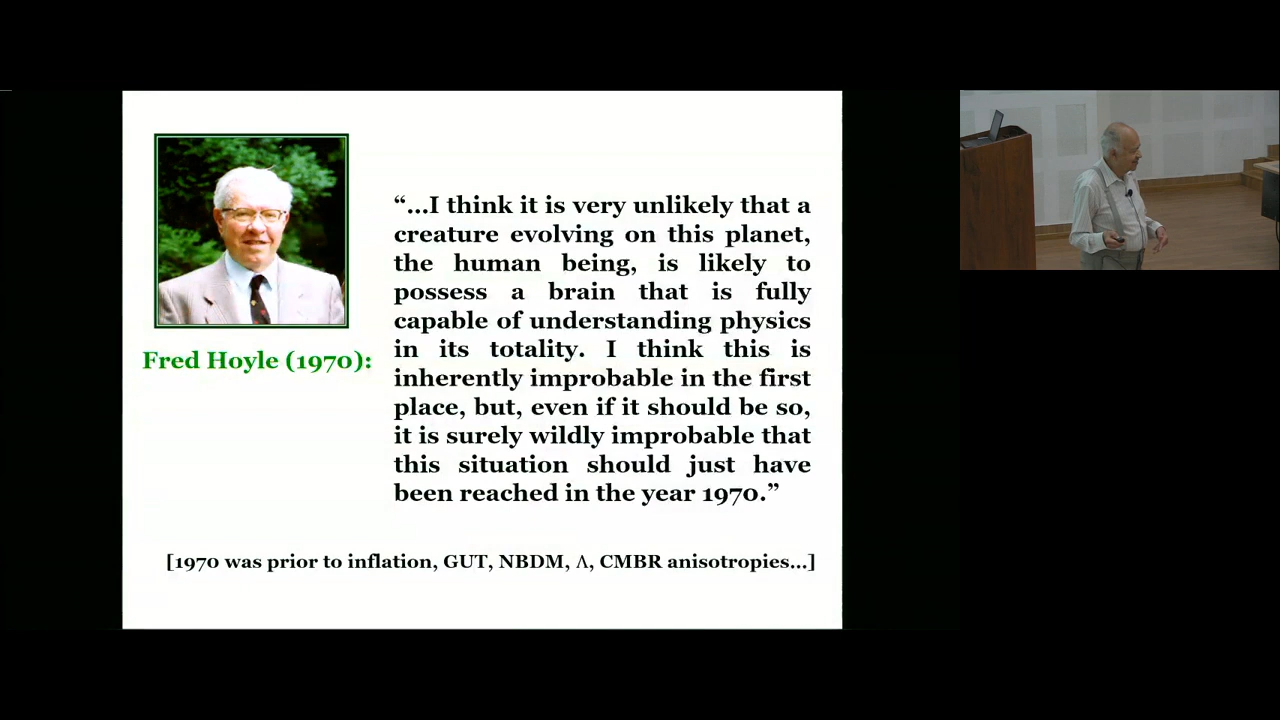 “...I think it is very unlikely that a
creature evolving on this planet,
the human being, is likely to
possess a brain that is fully
capable of understanding physics
in its totality. I think this is
inherently improbable in the first
place, but, even if it should be so,
it is surely wildly improbable that
this situation should just have
been reached in the year 1970.”
Fred Hoyle (1970):
[1970 was prior to inflation, GUT, NBDM, Λ, CMBR anisotropies...]